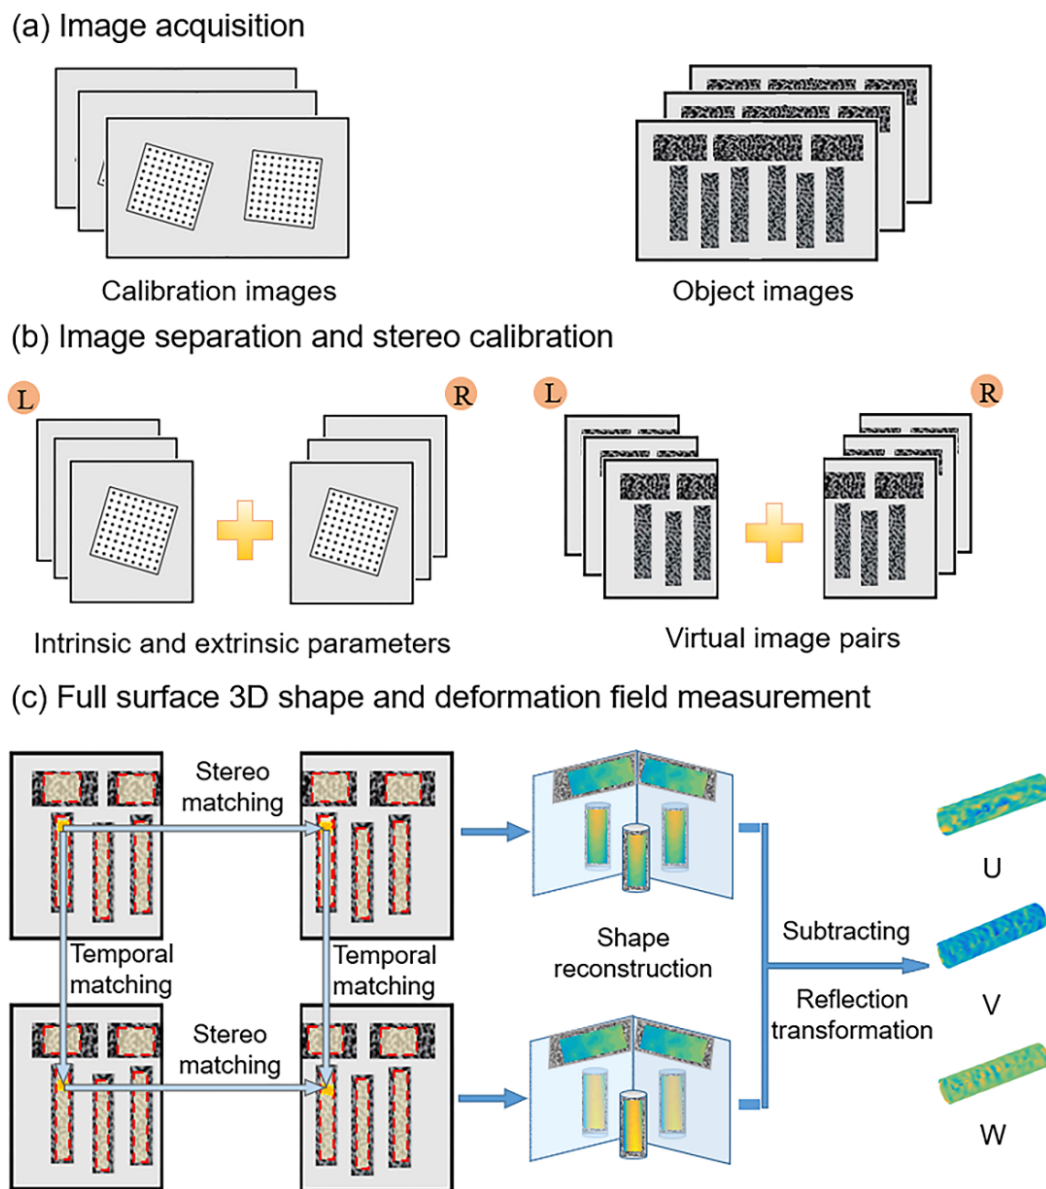 (a) Image acquisition
Calibration images
Object images
(b) Image separation and stereo calibration
L
R
L
R
Intrinsic and extrinsic parameters
Virtual image pairs
(c) Full surface 3D shape and deformation field measurement
Stereo
matching
Temporal
matching
Temporal
matching
Stereo
matching
Shape
reconstruction
Subtracting
Reflection
transformation
U
V
W